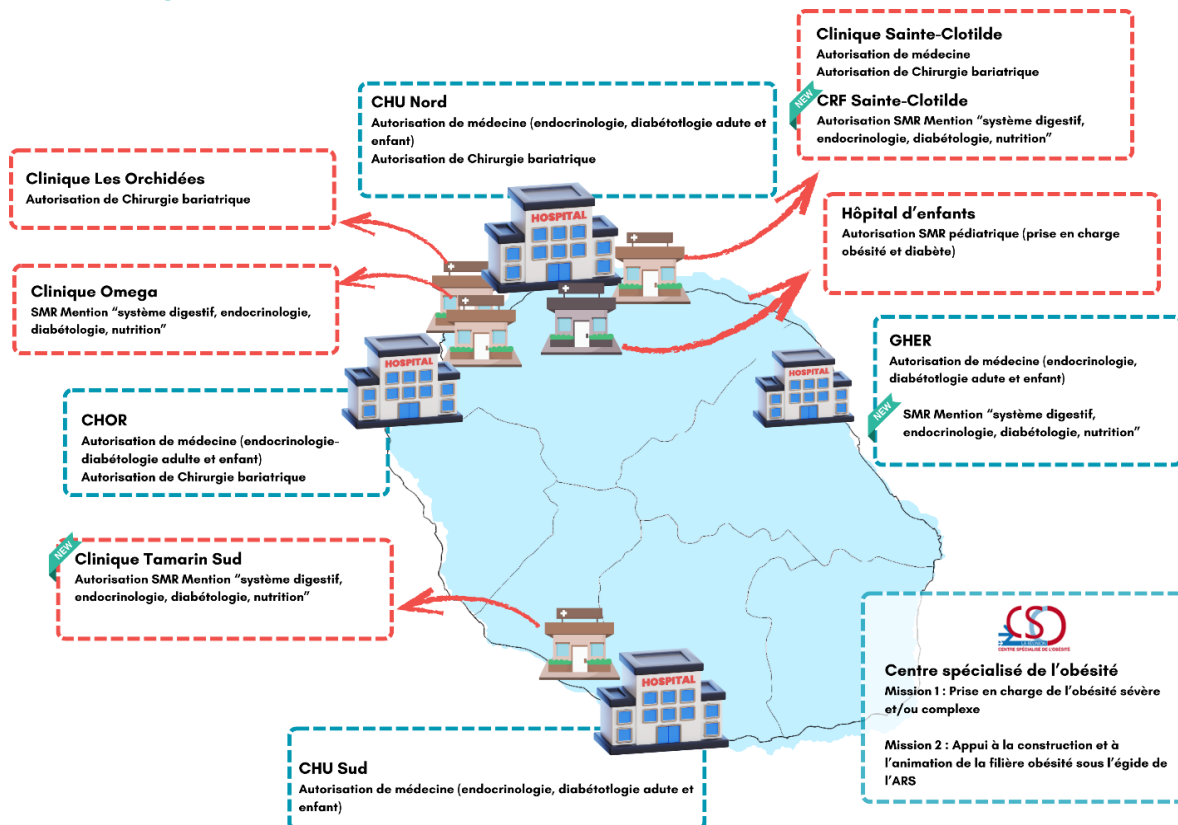 Clinique Sainte-Clotilde
Autorisation de médecine
Autorisation de Chirurgie bariatrique
NEW
CRF Sainte-Clotilde
Autorisation SMR Mention “système digestif,
endocrinologie, diabétologie, nutrition”
CHU Nord
Autorisation de médecine (endocrinologie, diabétotlogie adute et
enfant)
Autorisation de Chirurgie bariatrique
Clinique Les Orchidées
Autorisation de Chirurgie bariatrique
Hôpital d’enfants
Autorisation SMR pédiatrique (prise en charge
obésité et diabète)
HOSPITAL
Clinique Omega
SMR Mention “système digestif, endocrinologie,
diabétologie, nutrition”
HOSPITAL
HOSPITAL
GHER
Autorisation de médecine (endocrinologie,
diabétotlogie adute et enfant)
NEW
SMR Mention “système digestif,
endocrinologie, diabétologie, nutrition”
CHOR
Autorisation de médecine (endocrinologie-
diabétologie adulte et enfant)
Autorisation de Chirurgie bariatrique
NEW
Clinique Tamarin Sud
Autorisation SMR Mention “système digestif,
endocrinologie, diabétologie, nutrition”
HOSPITAL
CSO
LA RÉUNION
CENTRE SPÉCIALISÉ DE L'OBÉSITÉ
Centre spécialisé de l’obésité
Mission 1 : Prise en charge de l’obésité sévère
et/ou complexe
Mission 2 : Appui à la construction et à
l’animation de la filière obésité sous l’égide de
l’ARS
CHU Sud
Autorisation de médecine (endocrinologie, diabétotlogie adute et
enfant)